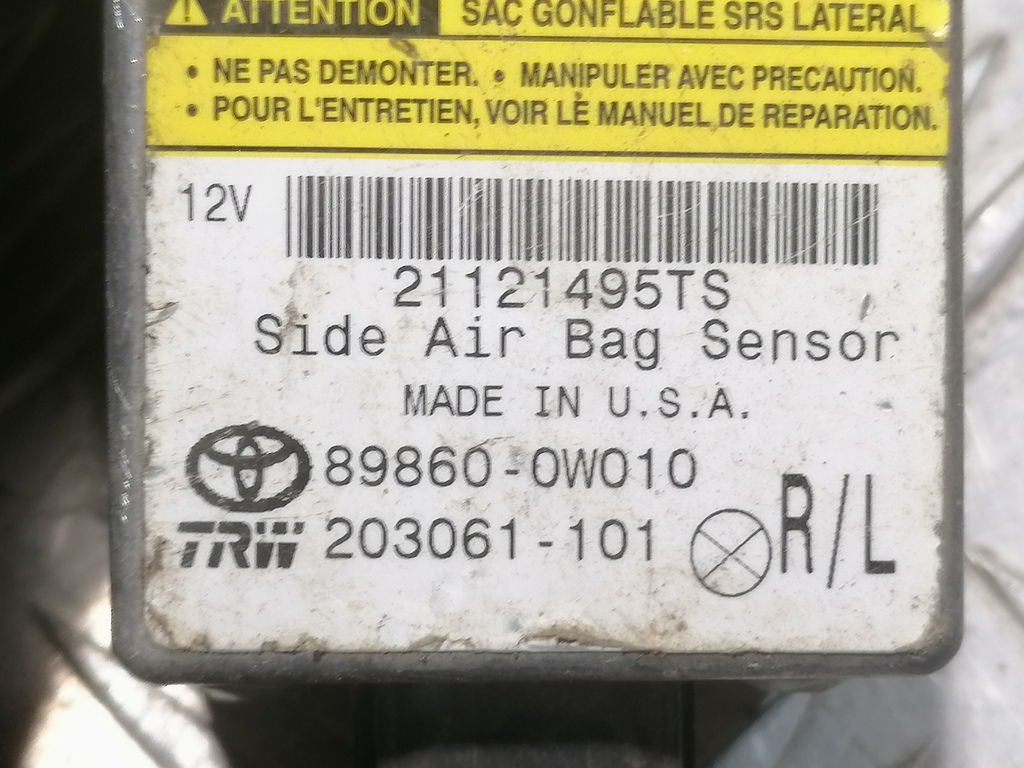 ATTENTION SAC GONFLABLE SRS LATERAL
• NE PAS DEMONTER. • MANIPULER AVEC PRECAUTION.
• POUR L'ENTRETIEN, VOIR LE MANUEL DE REPARATION.
12V
21121495TS
Side Air Bag Sensor
MADE IN U.S.A.
89860-0W010
TRW 203061-101 R/L